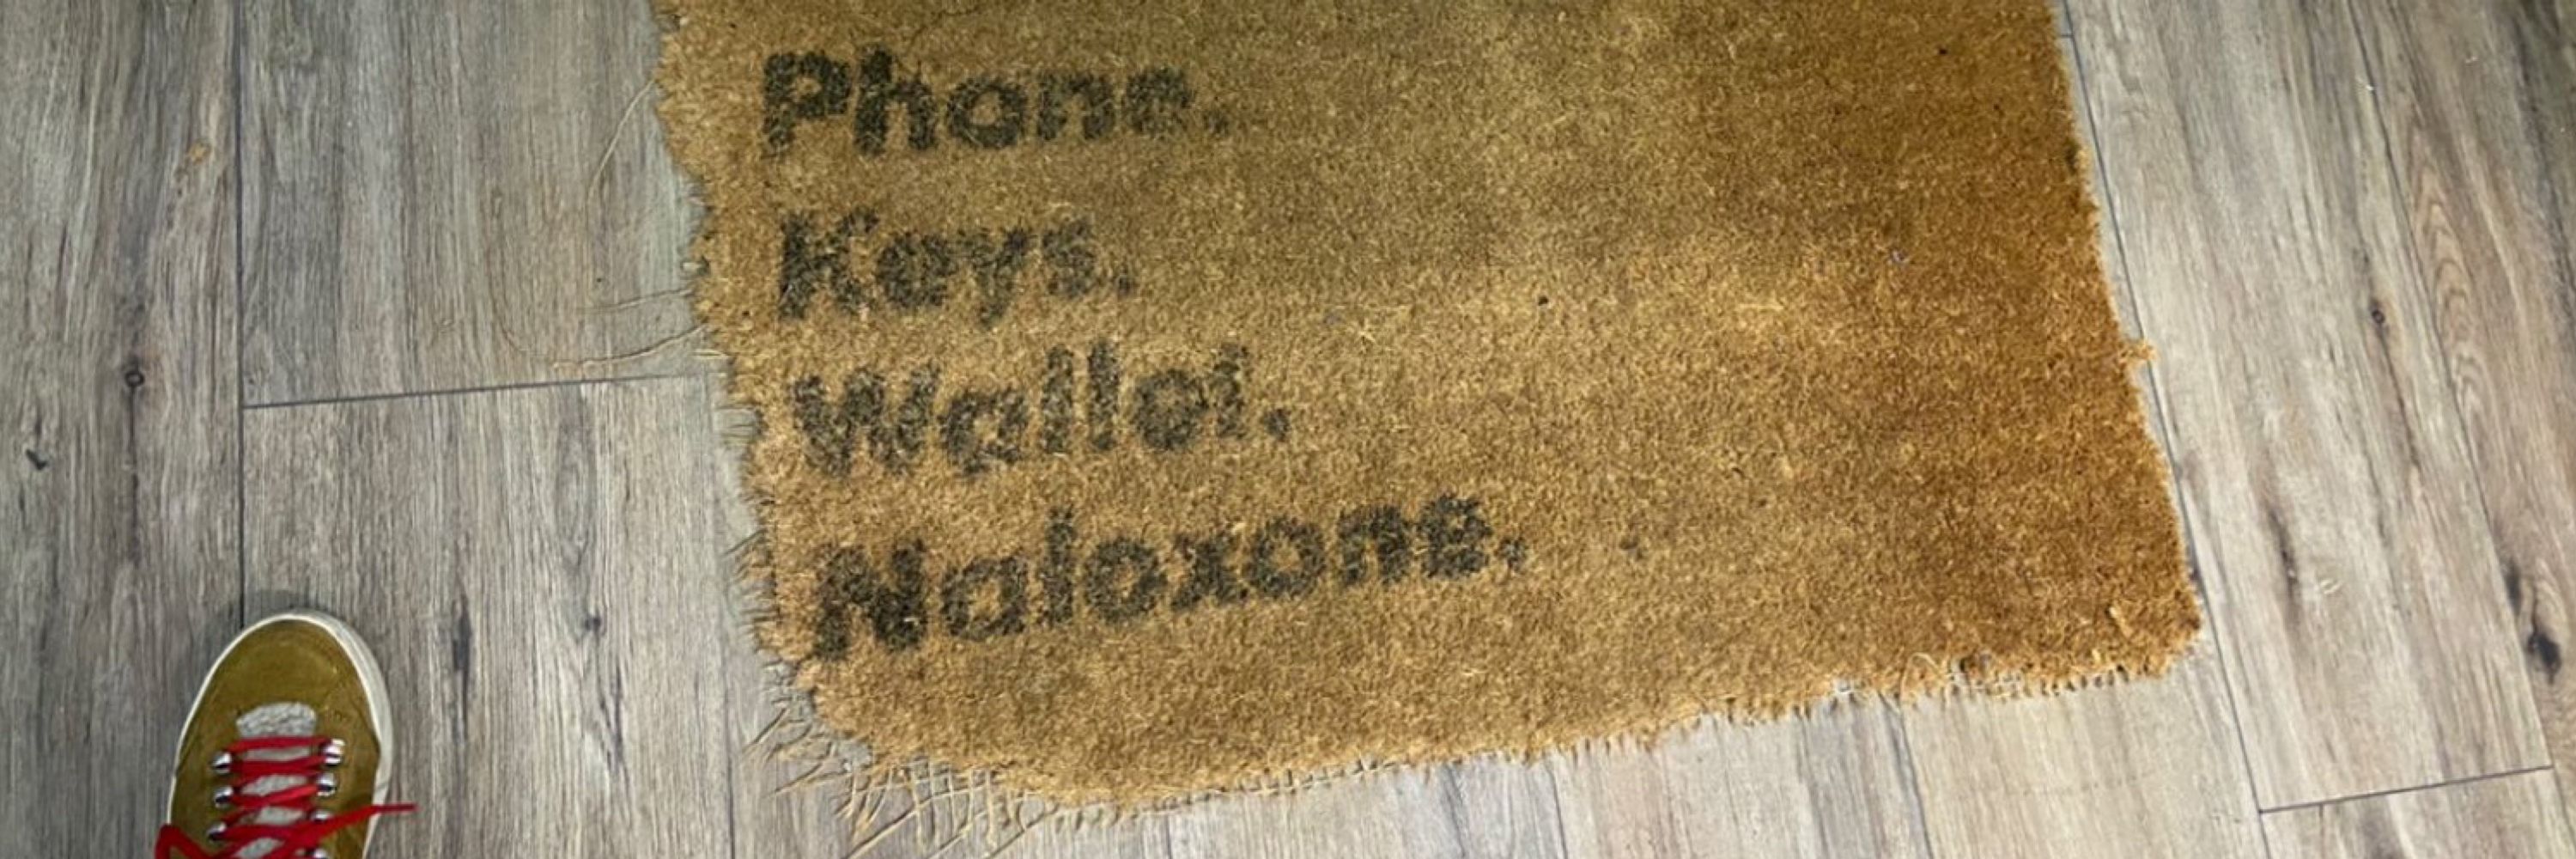 Phone.
Keys.
Wallet.
Naloxone.